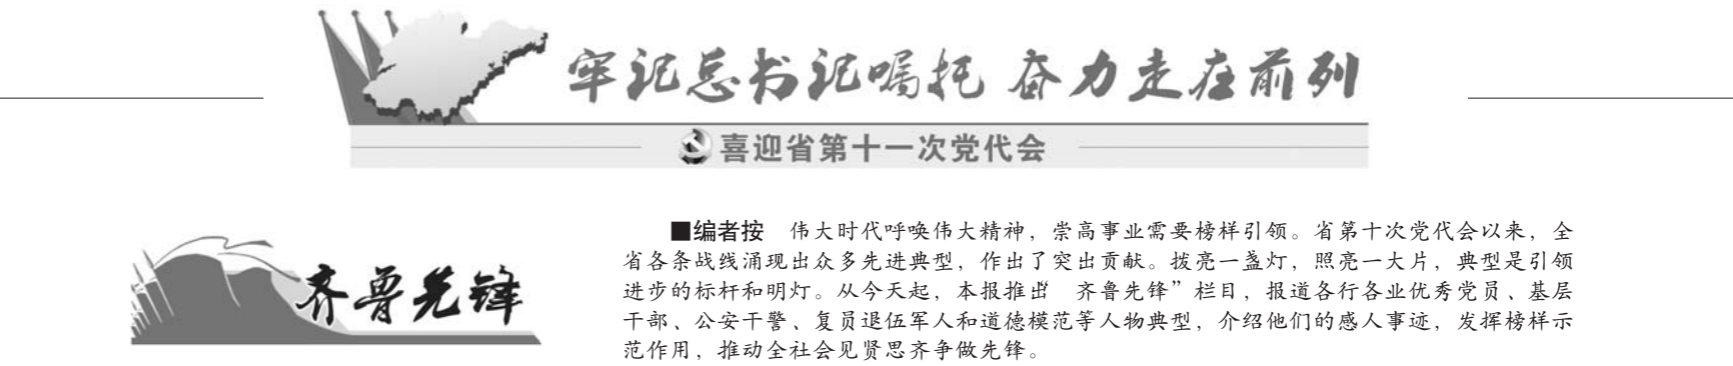 牢记总书记嘱托 奋力走在前列
喜迎省第十一次党代会
齐鲁先锋
■编者按 伟大时代呼唤伟大精神，崇高事业需要榜样引领。省第十次党代会以来，全
省各条战线涌现出众多先进典型，作出了突出贡献。拨亮一盏灯，照亮一大片，典型是引领
进步的标杆和明灯。从今天起，本报推出“齐鲁先锋”栏目，报道各行各业优秀党员、基层
干部、公安干警、复员退伍军人和道德模范等人物典型，介绍他们的感人事迹，发挥榜样示
范作用，推动全社会见贤思齐争做先锋。